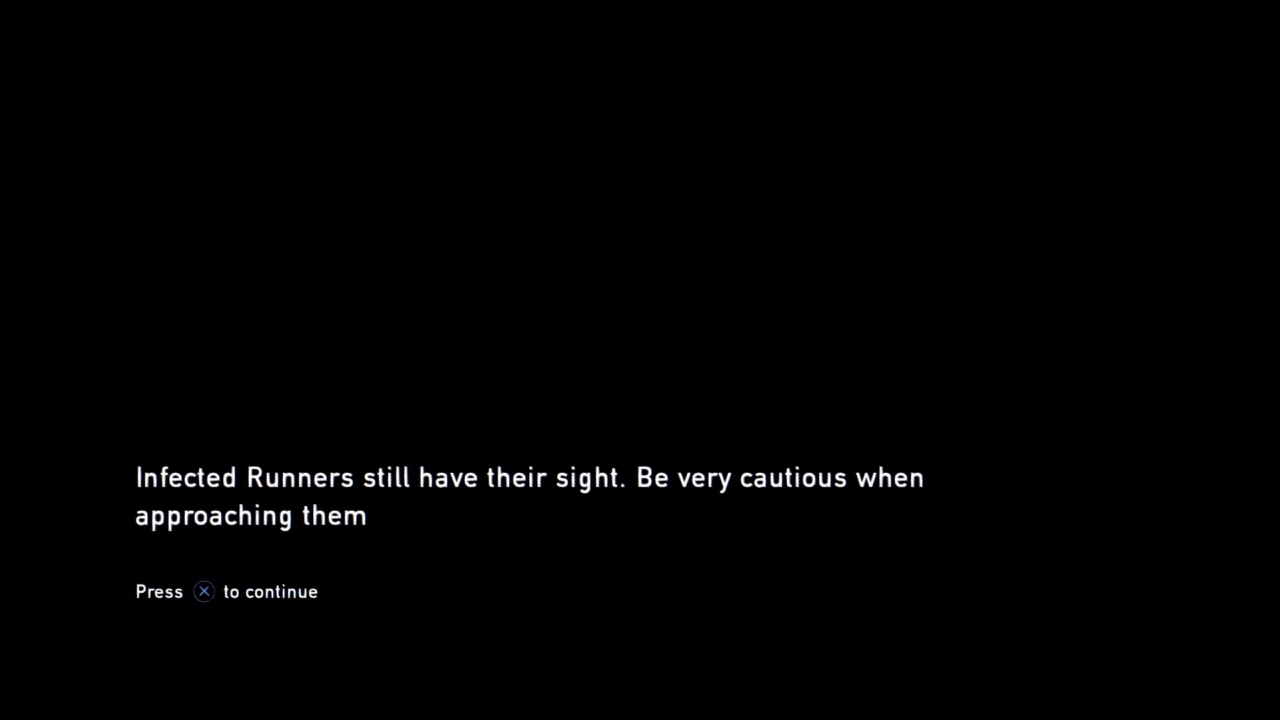 Infected Runners still have their sight. Be very cautious when
approaching them
Press ⓧ to continue